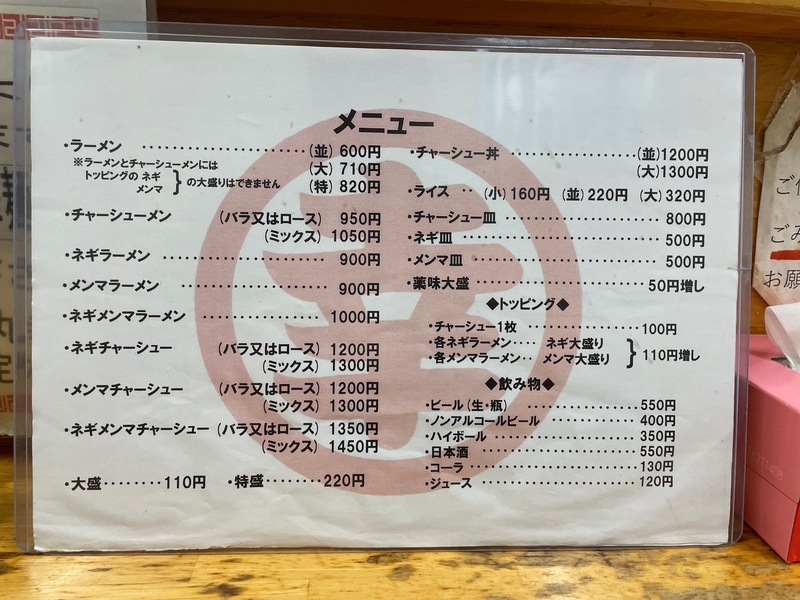 メニュー
・ラーメン ‥‥‥‥‥‥‥‥ (並) 600円
※ラーメンとチャーシューメンには
トッピングの ネギ
メンマ } の大盛りはできません
(大) 710円
(特) 820円
・チャーシューメン (バラ又はロース) 950円
(ミックス) 1050円
・ネギラーメン ‥‥‥‥‥‥‥‥ 900円
・メンマラーメン ‥‥‥‥‥‥‥‥ 900円
・ネギメンマラーメン ‥‥‥‥‥‥ 1000円
・ネギチャーシュー (バラ又はロース) 1200円
(ミックス) 1300円
・メンマチャーシュー (バラ又はロース) 1200円
(ミックス) 1300円
・ネギメンマチャーシュー (バラ又はロース) 1350円
(ミックス) 1450円
・大盛‥‥‥‥110円 ・特盛‥‥‥‥220円
・チャーシュー丼 ‥‥‥‥‥‥‥(並)1200円
(大)1300円
・ライス ‥ (小)160円 (並)220円 (大)320円
・チャーシュー皿 ‥‥‥‥‥‥‥ 800円
・ネギ皿 ‥‥‥‥‥‥‥‥‥‥ 500円
・メンマ皿 ‥‥‥‥‥‥‥‥‥ 500円
・薬味大盛 ‥‥‥‥‥‥‥‥ 50円増し
◆トッピング◆
・チャーシュー1枚 ‥‥‥‥‥‥‥ 100円
・各ネギラーメン‥‥ ネギ大盛り
・各メンマラーメン‥ メンマ大盛り } 110円増し
◆飲み物◆
・ビール(生・瓶) ‥‥‥‥‥‥‥ 550円
・ノンアルコールビール ‥‥‥‥‥ 400円
・ハイボール ‥‥‥‥‥‥‥‥ 350円
・日本酒 ‥‥‥‥‥‥‥‥‥ 550円
・コーラ ‥‥‥‥‥‥‥‥‥ 130円
・ジュース ‥‥‥‥‥‥‥‥ 120円
ご
ごみ
お願